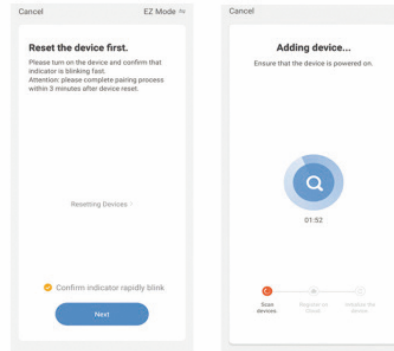 Cancel
EZ Mode
Reset the device first.
Please turn on the device and confirm that
indicator is blinking fast.
Attention: please complete pairing process
within 3 minutes after device reset.
Resetting Devices
Confirm indicator rapidly blink
Next
Cancel
Adding device...
Ensure that the device is powered on.
01:52
Scan
devices.
Register on
Cloud
Initialize the
device.